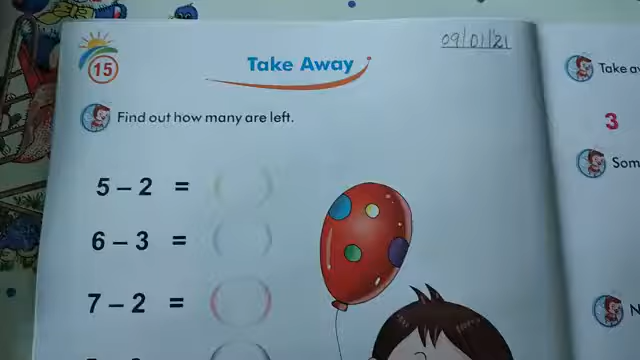 09/01/21
15
Take Away
Find out how many are left.
5 – 2 =
6 – 3 =
7 – 2 =
Take
3
Som
N